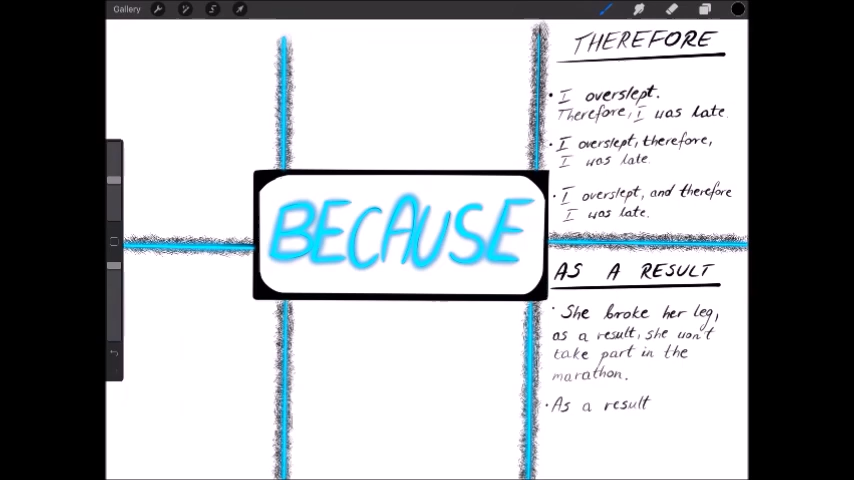 Gallery
THEREFORE
• I overslept.
Therefore, I was late.
• I overslept, therefore,
I was late.
• I overslept, and therefore
I was late.
BECAUSE
AS A RESULT
• She broke her leg,
as a result, she won't
take part in the
marathon.
• As a result